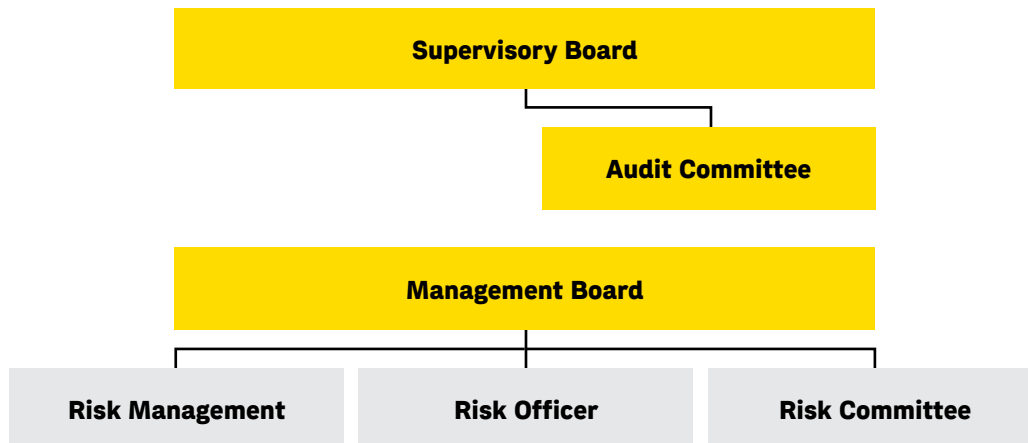 Supervisory Board
Audit Committee
Management Board
Risk Management
Risk Officer
Risk Committee